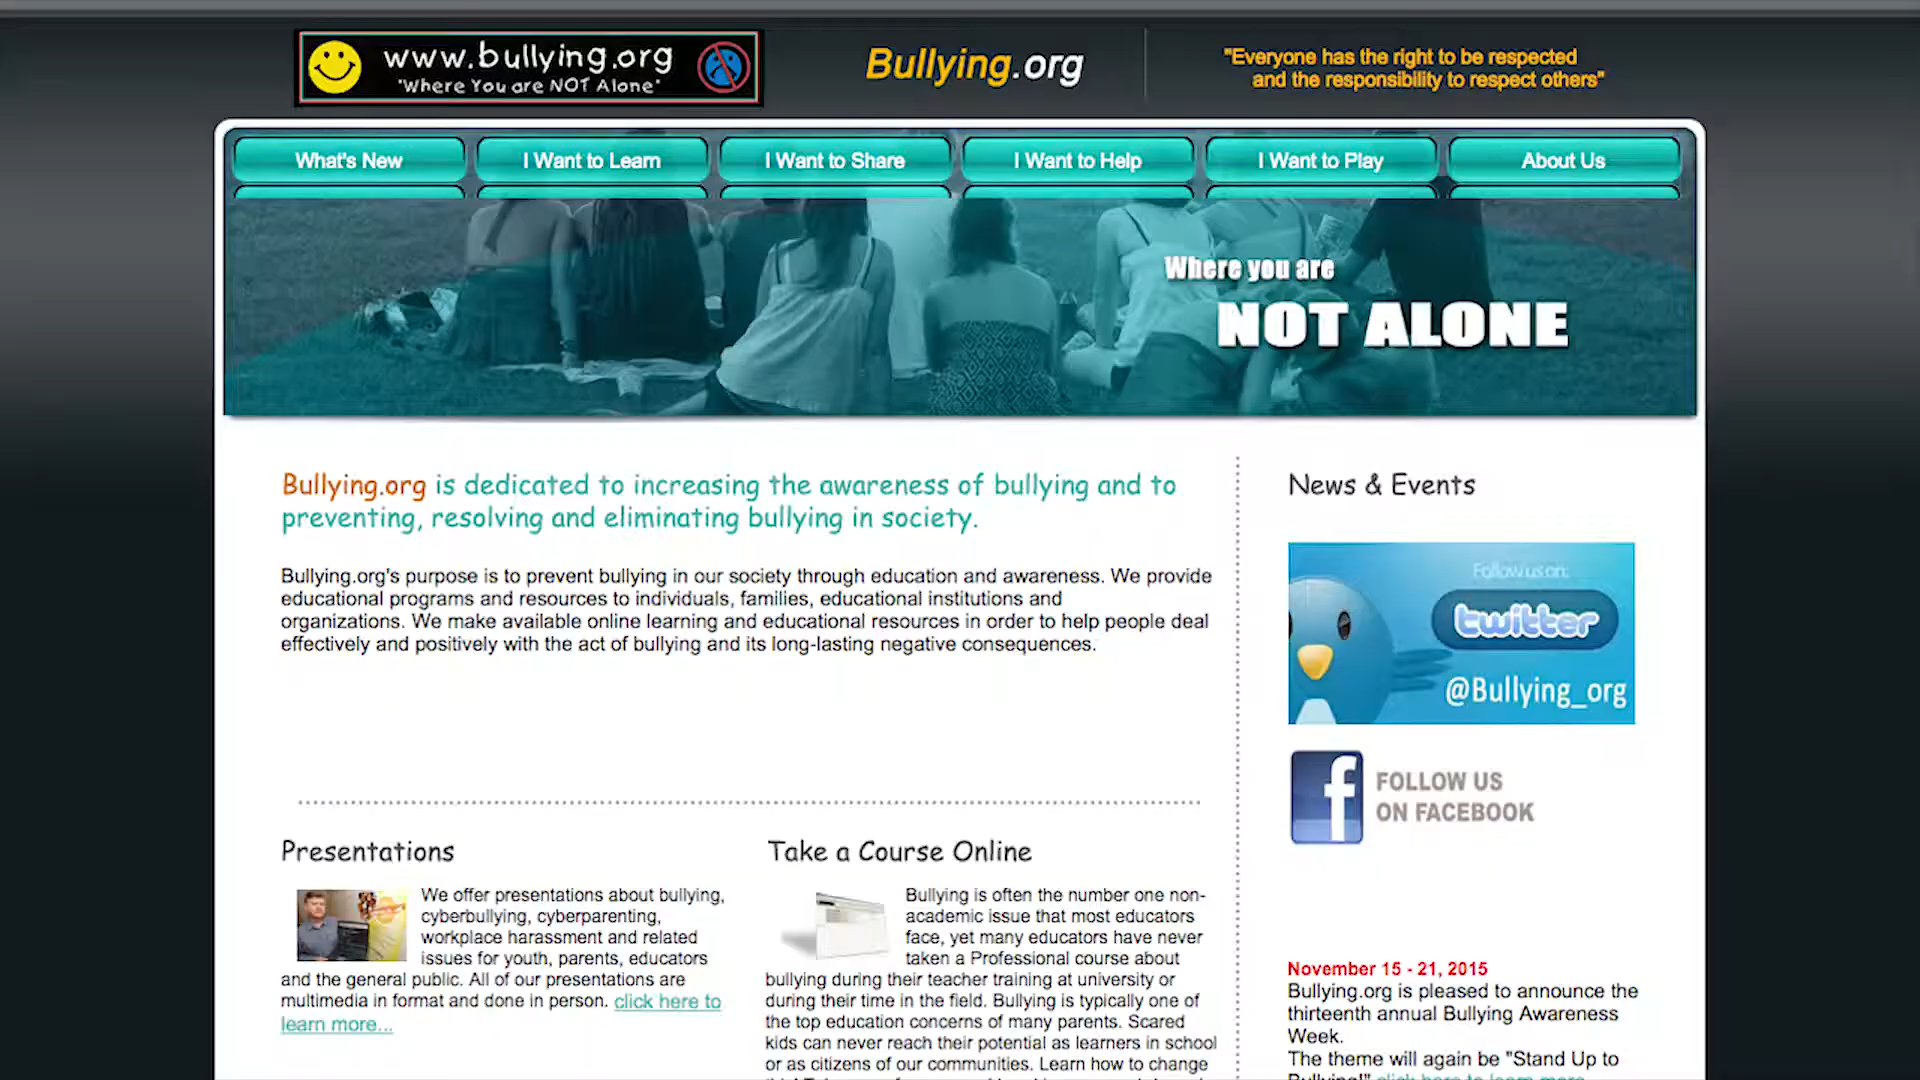 www.bullying.org
"Where You are NOT Alone"
Bullying.org
"Everyone has the right to be respected
and the responsibility to respect others"
What's New
I Want to Learn
I Want to Share
I Want to Help
I Want to Play
About Us
Where you are
NOT ALONE
Bullying.org is dedicated to increasing the awareness of bullying and to
preventing, resolving and eliminating bullying in society.
Bullying.org's purpose is to prevent bullying in our society through education and awareness. We provide
educational programs and resources to individuals, families, educational institutions and
organizations. We make available online learning and educational resources in order to help people deal
effectively and positively with the act of bullying and its long-lasting negative consequences.
Presentations
We offer presentations about bullying,
cyberbullying, cyberparenting,
workplace harassment and related
issues for youth, parents, educators
and the general public. All of our presentations are
multimedia in format and done in person. click here to
learn more...
Take a Course Online
Bullying is often the number one non-
academic issue that most educators
face, yet many educators have never
taken a Professional course about
bullying during their teacher training at university or
during their time in the field. Bullying is typically one of
the top education concerns of many parents. Scared
kids can never reach their potential as learners in school
or as citizens of our communities. Learn how to change
News & Events
Follow us on:
twitter
@Bullying_org
f
FOLLOW US
ON FACEBOOK
November 15 - 21, 2015
Bullying.org is pleased to announce the
thirteenth annual Bullying Awareness
Week.
The theme will again be "Stand Up to
Bullying!" click here to learn more